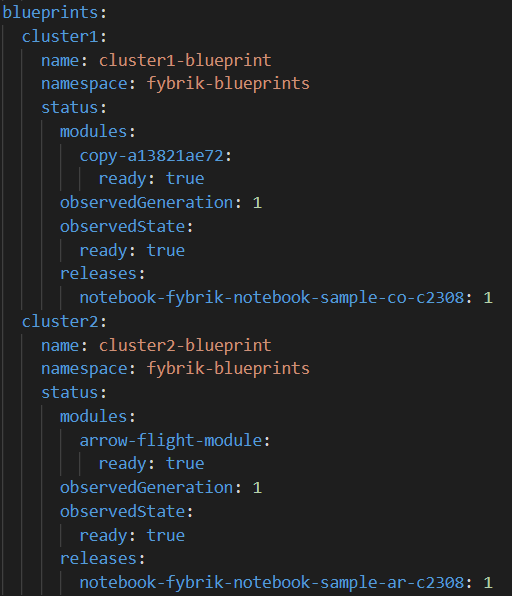 blueprints:
  cluster1:
    name: cluster1-blueprint
    namespace: fybrik-blueprints
    status:
      modules:
        copy-a13821ae72:
          ready: true
      observedGeneration: 1
      observedState:
        ready: true
      releases:
        notebook-fybrik-notebook-sample-co-c2308: 1
  cluster2:
    name: cluster2-blueprint
    namespace: fybrik-blueprints
    status:
      modules:
        arrow-flight-module:
          ready: true
      observedGeneration: 1
      observedState:
        ready: true
      releases:
        notebook-fybrik-notebook-sample-ar-c2308: 1